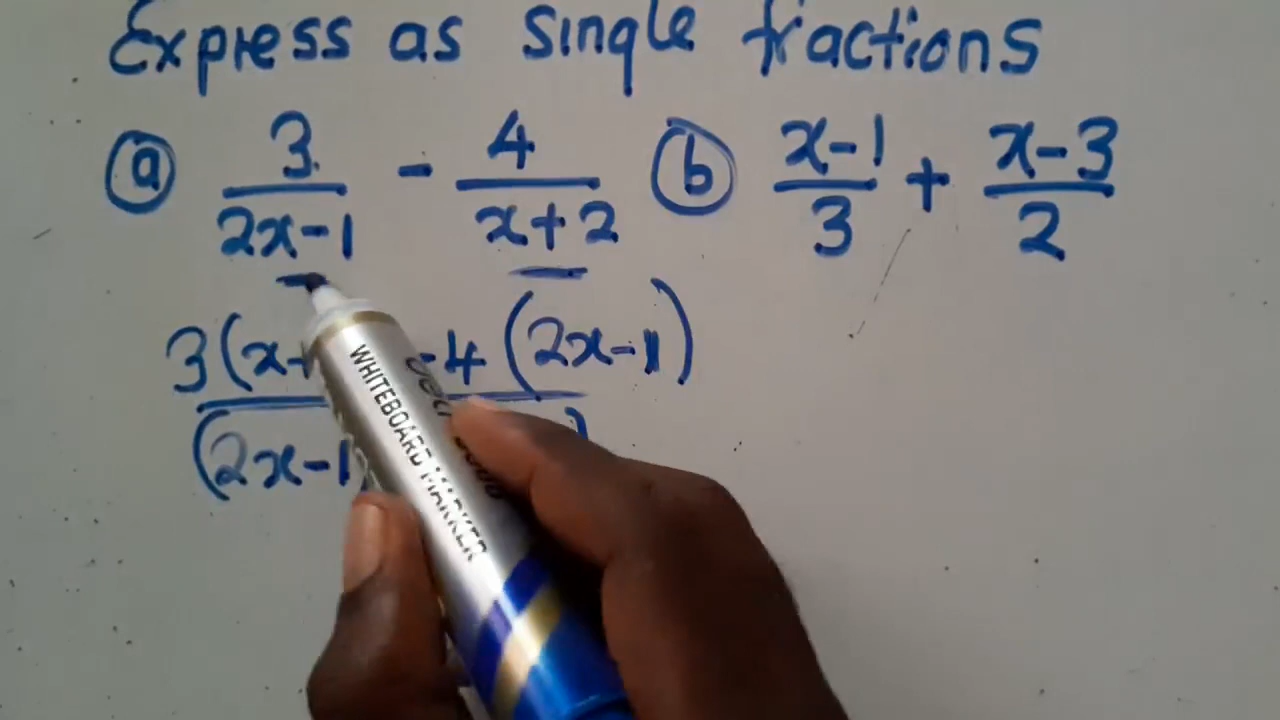 Express as single fractions
(a) 3/(2x-1) - 4/(x+2) (b) (x-1)/3 + (x-3)/2
3(x+ -4(2x-1)
(2x-1 )
WHITEBOARD MARKER